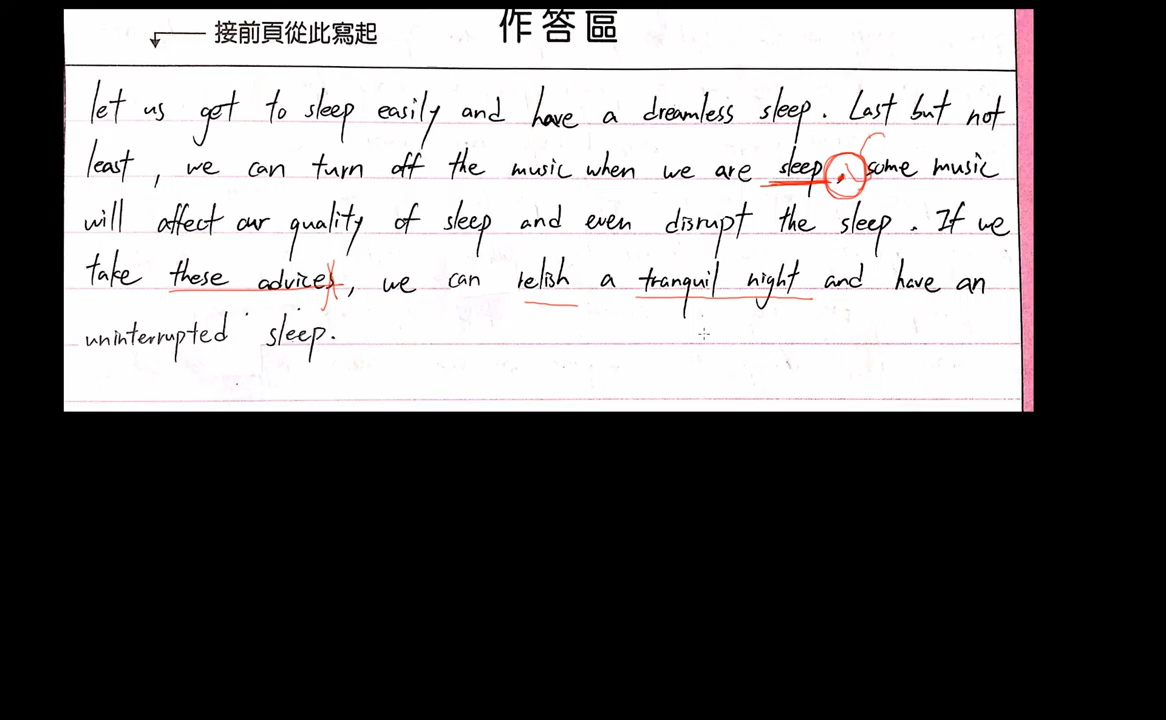 作答區
接前頁從此寫起
let us get to sleep easily and have a dreamless sleep. Last but not
least, we can turn off the music when we are sleep, some music
will affect our quality of sleep and even disrupt the sleep. If we
take these advices, we can relish a tranquil night and have an
uninterrupted sleep.